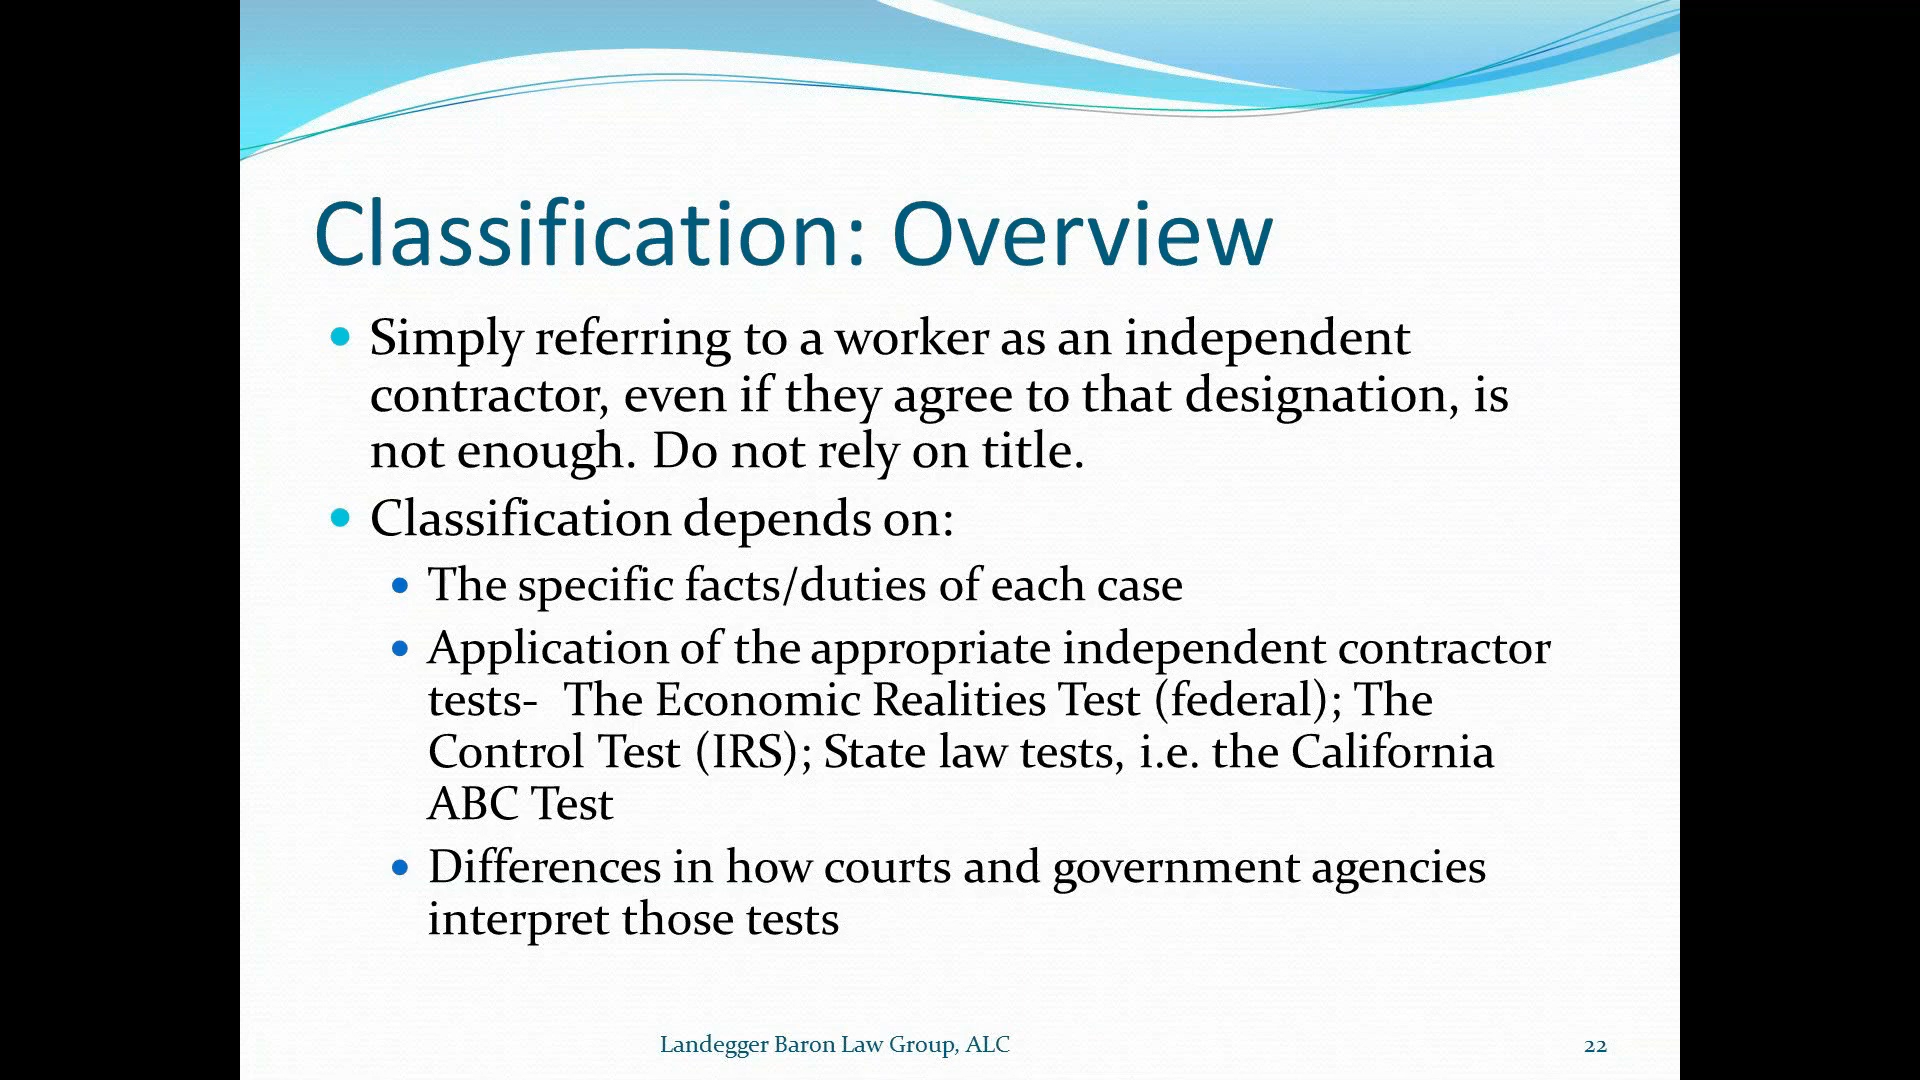 Classification: Overview
• Simply referring to a worker as an independent
contractor, even if they agree to that designation, is
not enough. Do not rely on title.
• Classification depends on:
• The specific facts/duties of each case
• Application of the appropriate independent contractor
tests-  The Economic Realities Test (federal); The
Control Test (IRS); State law tests, i.e. the California
ABC Test
• Differences in how courts and government agencies
interpret those tests
Landegger Baron Law Group, ALC
22